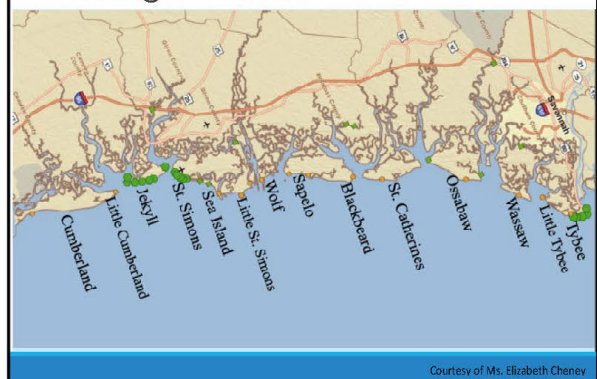 Savannah
Cumberland
Little Cumberland
Jekyll
St. Simons
Sea Island
Little St. Simons
Wolf
Sapelo
Blackbeard
St. Catherines
Ossabaw
Wassaw
Little Tybee
Tybee
Courtesy of Ms. Elizabeth Cheney